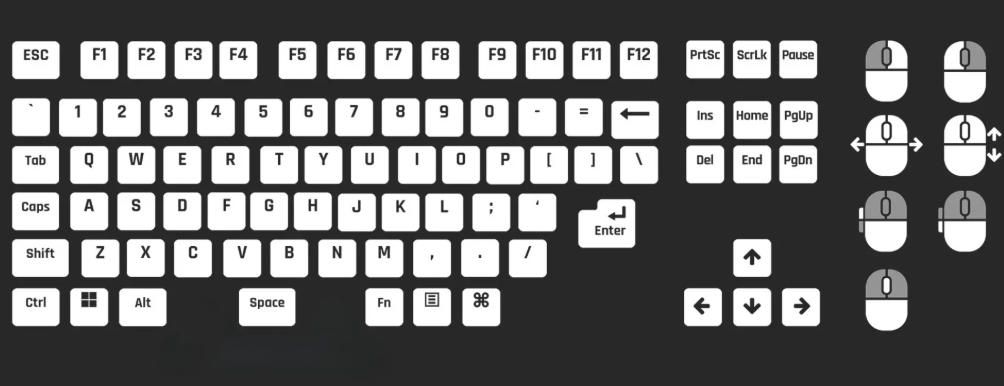 ESC F1 F2 F3 F4 F5 F6 F7 F8 F9 F10 F11 F12 PrtSc ScrLk Pause
` 1 2 3 4 5 6 7 8 9 0 - = ← Ins Home PgUp
Tab Q W E R T Y U I O P [ ] \ Del End PgDn
Caps A S D F G H J K L ; ‘ Enter
Shift Z X C V B N M , . / ↑
Ctrl Alt Space Fn ⌘ ← ↓ →